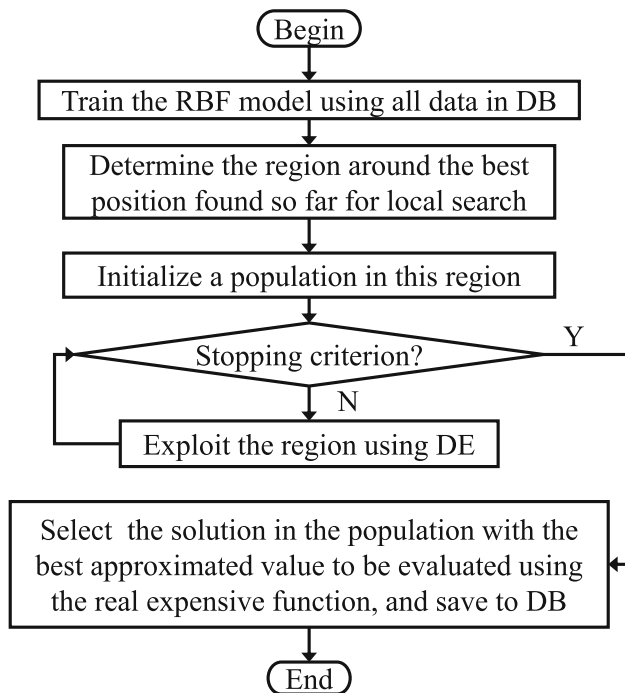 Begin
Train the RBF model using all data in DB
Determine the region around the best
position found so far for local search
Initialize a population in this region
Stopping criterion?
Y
N
Exploit the region using DE
Select the solution in the population with the
best approximated value to be evaluated using
the real expensive function, and save to DB
End